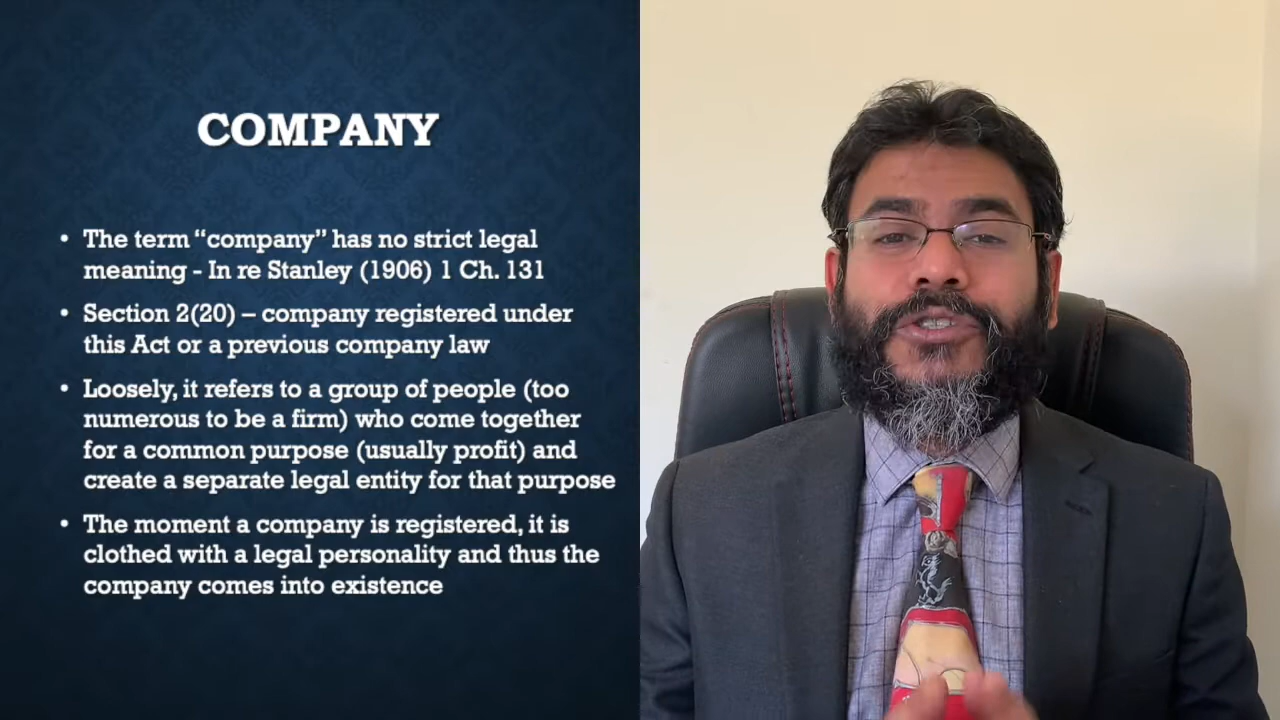 COMPANY
• The term “company” has no strict legal
meaning - In re Stanley (1906) 1 Ch. 131
• Section 2(20) – company registered under
this Act or a previous company law
• Loosely, it refers to a group of people (too
numerous to be a firm) who come together
for a common purpose (usually profit) and
create a separate legal entity for that purpose
• The moment a company is registered, it is
clothed with a legal personality and thus the
company comes into existence